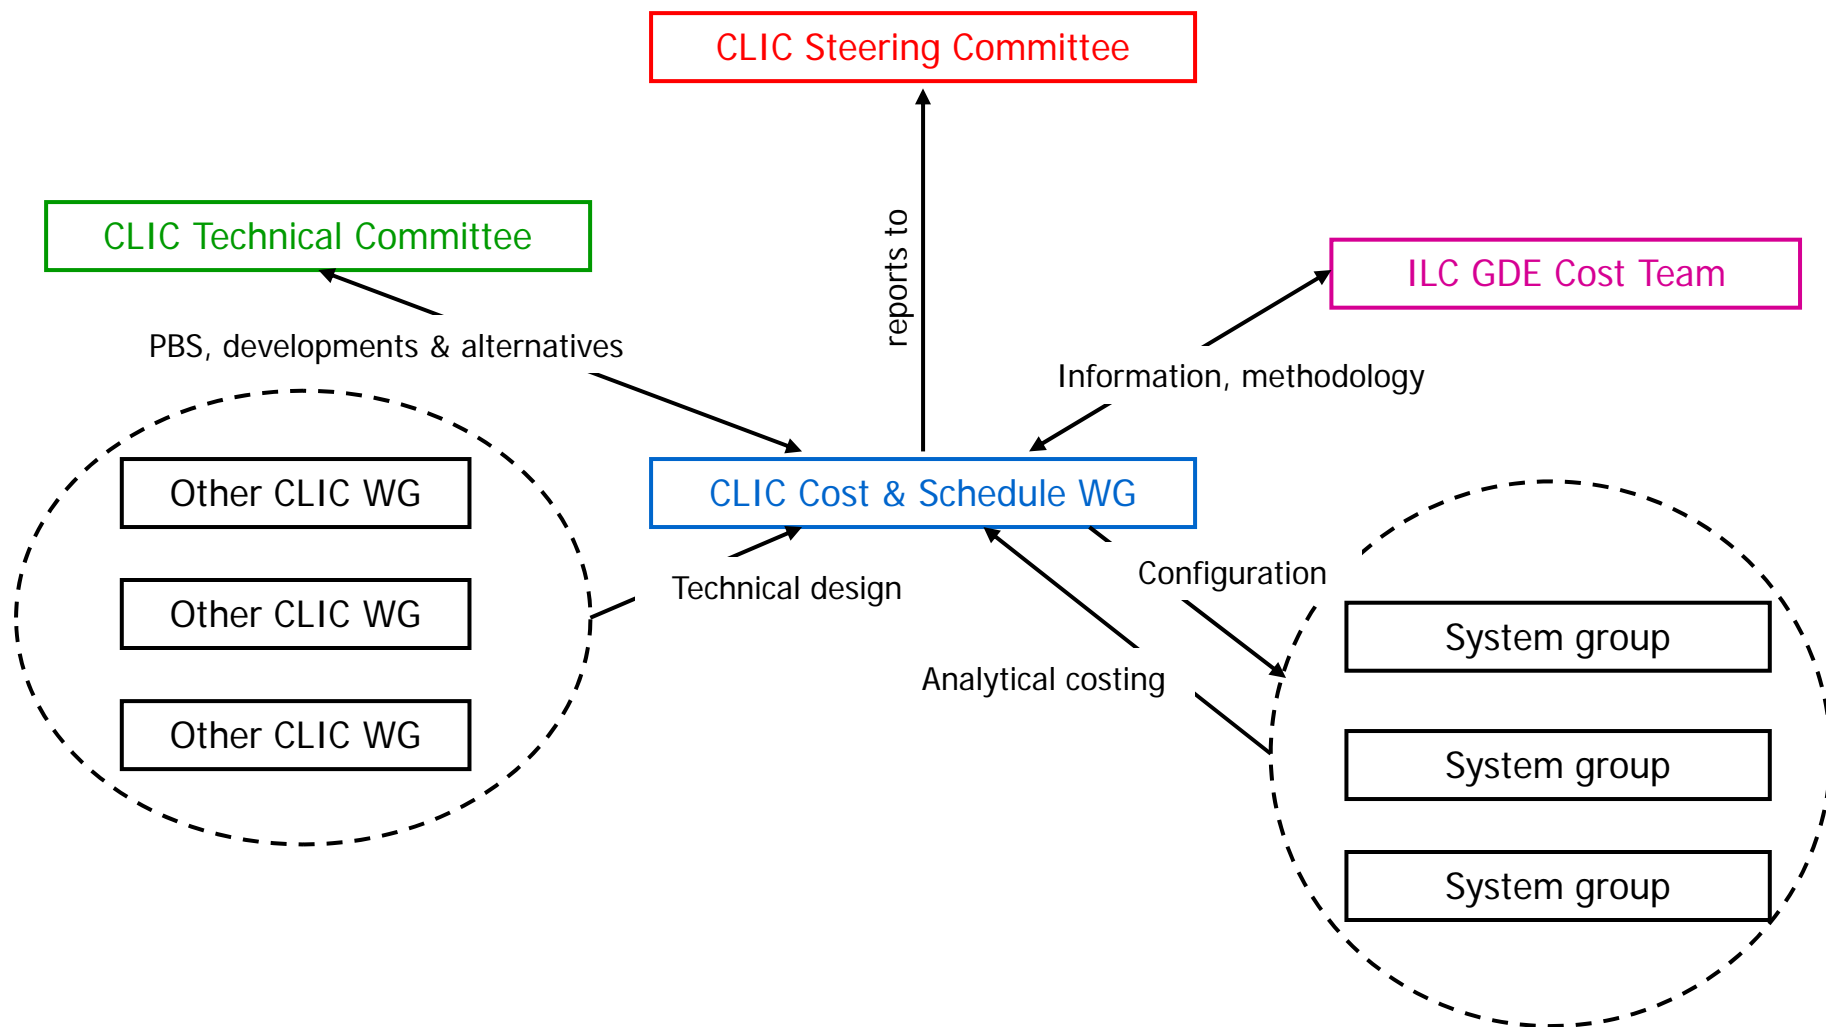 CLIC Steering Committee
CLIC Technical Committee
reports to
ILC GDE Cost Team
PBS, developments & alternatives
Information, methodology
Other CLIC WG
CLIC Cost & Schedule WG
Technical design
Configuration
Other CLIC WG
System group
Analytical costing
Other CLIC WG
System group
System group